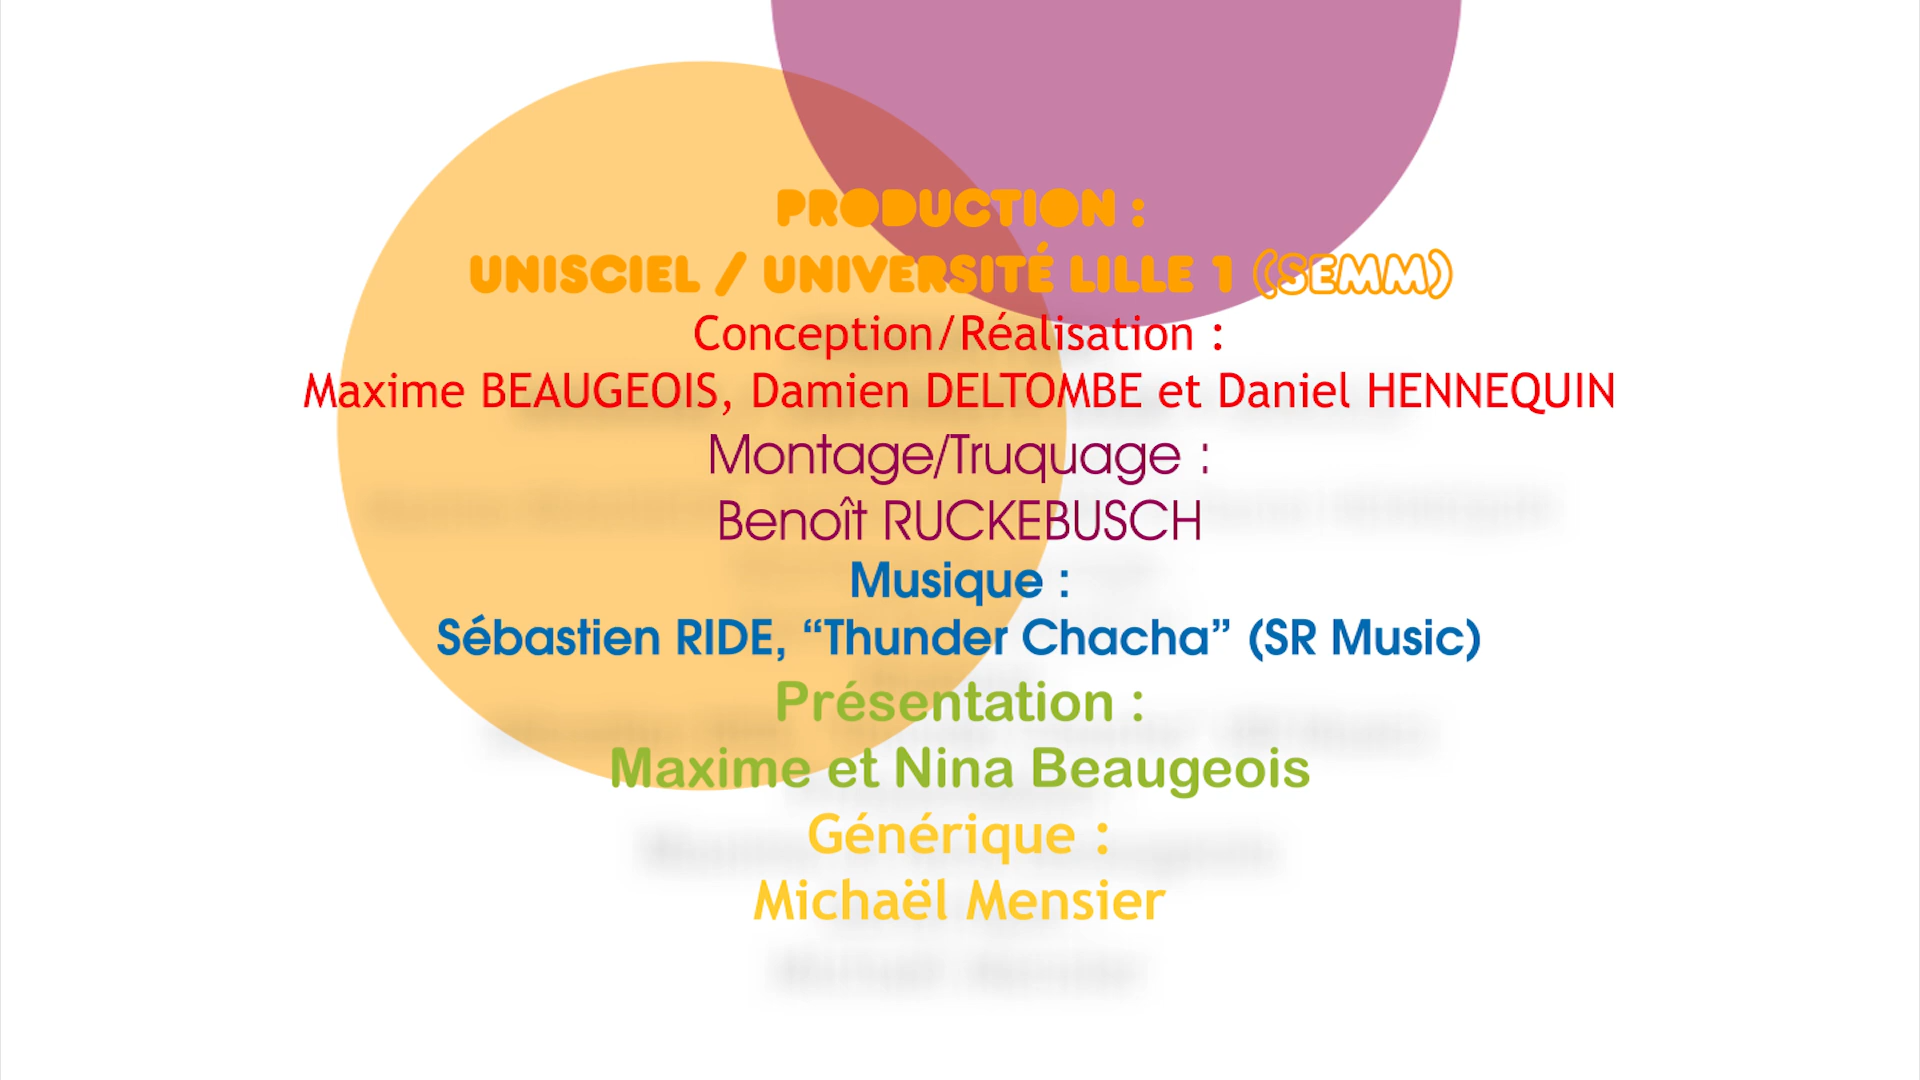 PRODUCTION :
UNISCIEL / UNIVERSITÉ LILLE 1 (SEMM)
Conception/Réalisation :
Maxime BEAUGEOIS, Damien DELTOMBE et Daniel HENNEQUIN
Montage/Truquage :
Benoît RUCKEBUSCH
Musique :
Sébastien RIDE, “Thunder Chacha” (SR Music)
Présentation :
Maxime et Nina Beaugeois
Générique :
Michaël Mensier